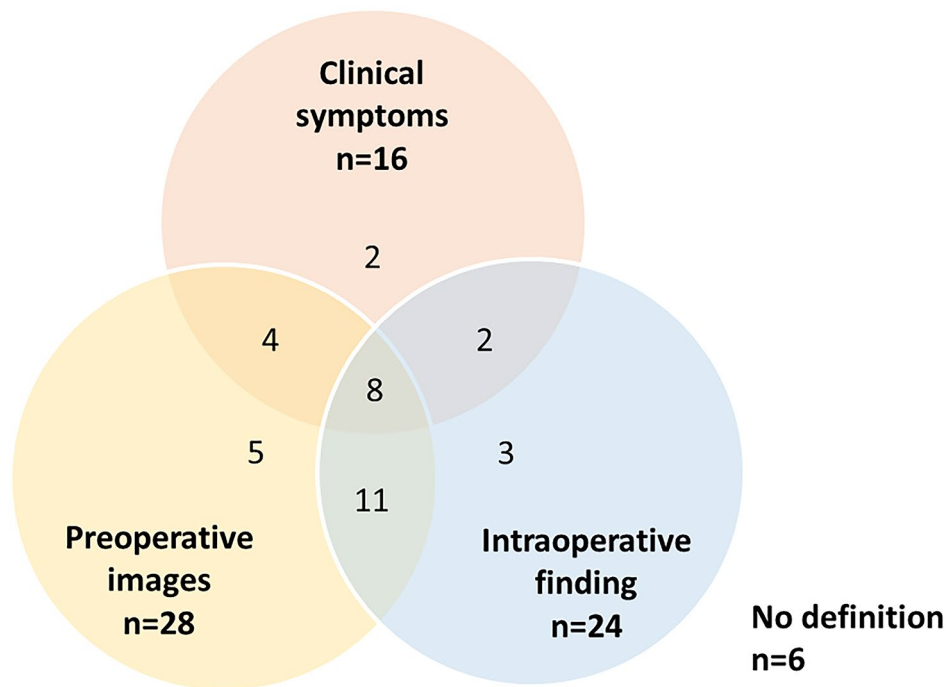 Clinical
symptoms
n=16
2
4
2
8
5
3
11
Preoperative
images
n=28
Intraoperative
finding
n=24
No definition
n=6